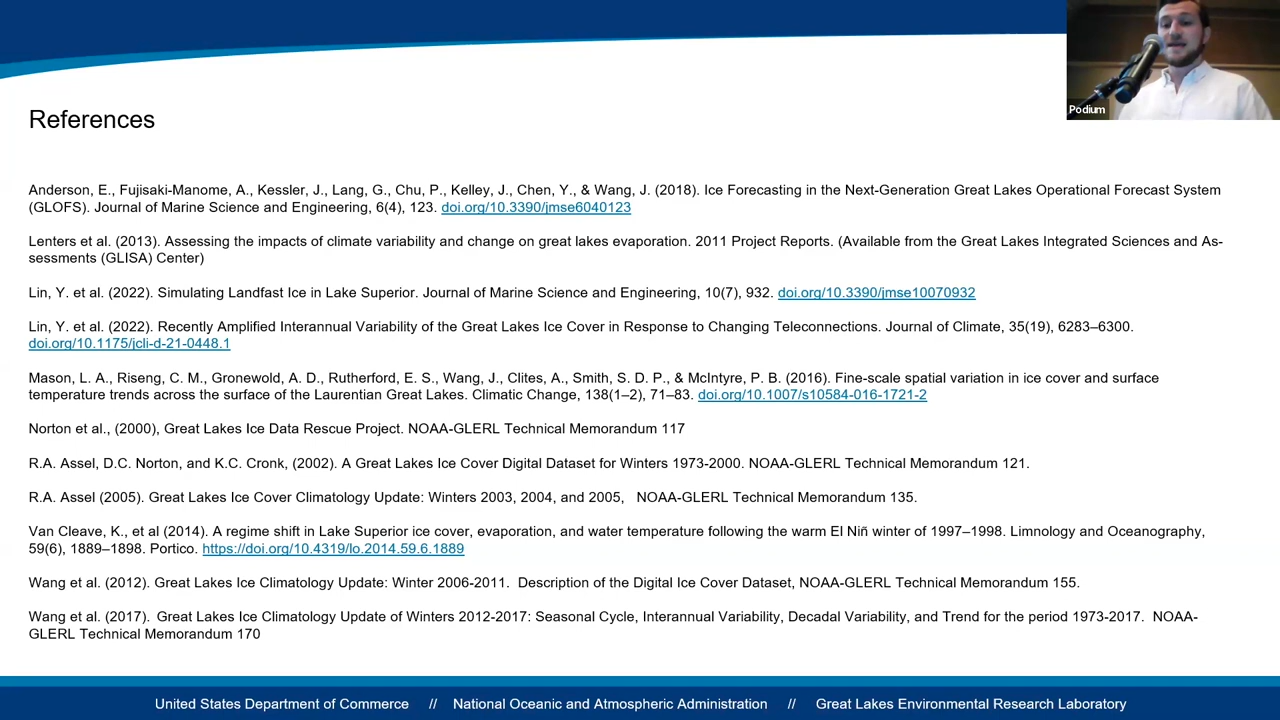 Podium
References
Anderson, E., Fujisaki-Manome, A., Kessler, J., Lang, G., Chu, P., Kelley, J., Chen, Y., & Wang, J. (2018). Ice Forecasting in the Next-Generation Great Lakes Operational Forecast System
(GLOFS). Journal of Marine Science and Engineering, 6(4), 123. doi.org/10.3390/jmse6040123
Lenters et al. (2013). Assessing the impacts of climate variability and change on great lakes evaporation. 2011 Project Reports. (Available from the Great Lakes Integrated Sciences and As-
sessments (GLISA) Center)
Lin, Y. et al. (2022). Simulating Landfast Ice in Lake Superior. Journal of Marine Science and Engineering, 10(7), 932. doi.org/10.3390/jmse10070932
Lin, Y. et al. (2022). Recently Amplified Interannual Variability of the Great Lakes Ice Cover in Response to Changing Teleconnections. Journal of Climate, 35(19), 6283–6300.
doi.org/10.1175/jcli-d-21-0448.1
Mason, L. A., Riseng, C. M., Gronewold, A. D., Rutherford, E. S., Wang, J., Clites, A., Smith, S. D. P., & McIntyre, P. B. (2016). Fine-scale spatial variation in ice cover and surface
temperature trends across the surface of the Laurentian Great Lakes. Climatic Change, 138(1–2), 71–83. doi.org/10.1007/s10584-016-1721-2
Norton et al., (2000), Great Lakes Ice Data Rescue Project. NOAA-GLERL Technical Memorandum 117
R.A. Assel, D.C. Norton, and K.C. Cronk, (2002). A Great Lakes Ice Cover Digital Dataset for Winters 1973-2000. NOAA-GLERL Technical Memorandum 121.
R.A. Assel (2005). Great Lakes Ice Cover Climatology Update: Winters 2003, 2004, and 2005, NOAA-GLERL Technical Memorandum 135.
Van Cleave, K., et al (2014). A regime shift in Lake Superior ice cover, evaporation, and water temperature following the warm El Niñ winter of 1997–1998. Limnology and Oceanography,
59(6), 1889–1898. Portico. https://doi.org/10.4319/lo.2014.59.6.1889
Wang et al. (2012). Great Lakes Ice Climatology Update: Winter 2006-2011. Description of the Digital Ice Cover Dataset, NOAA-GLERL Technical Memorandum 155.
Wang et al. (2017). Great Lakes Ice Climatology Update of Winters 2012-2017: Seasonal Cycle, Interannual Variability, Decadal Variability, and Trend for the period 1973-2017. NOAA-
GLERL Technical Memorandum 170
United States Department of Commerce // National Oceanic and Atmospheric Administration // Great Lakes Environmental Research Laboratory